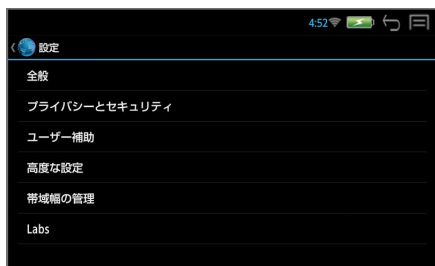 4:52
設定
全般
プライバシーとセキュリティ
ユーザー補助
高度な設定
帯域幅の管理
Labs